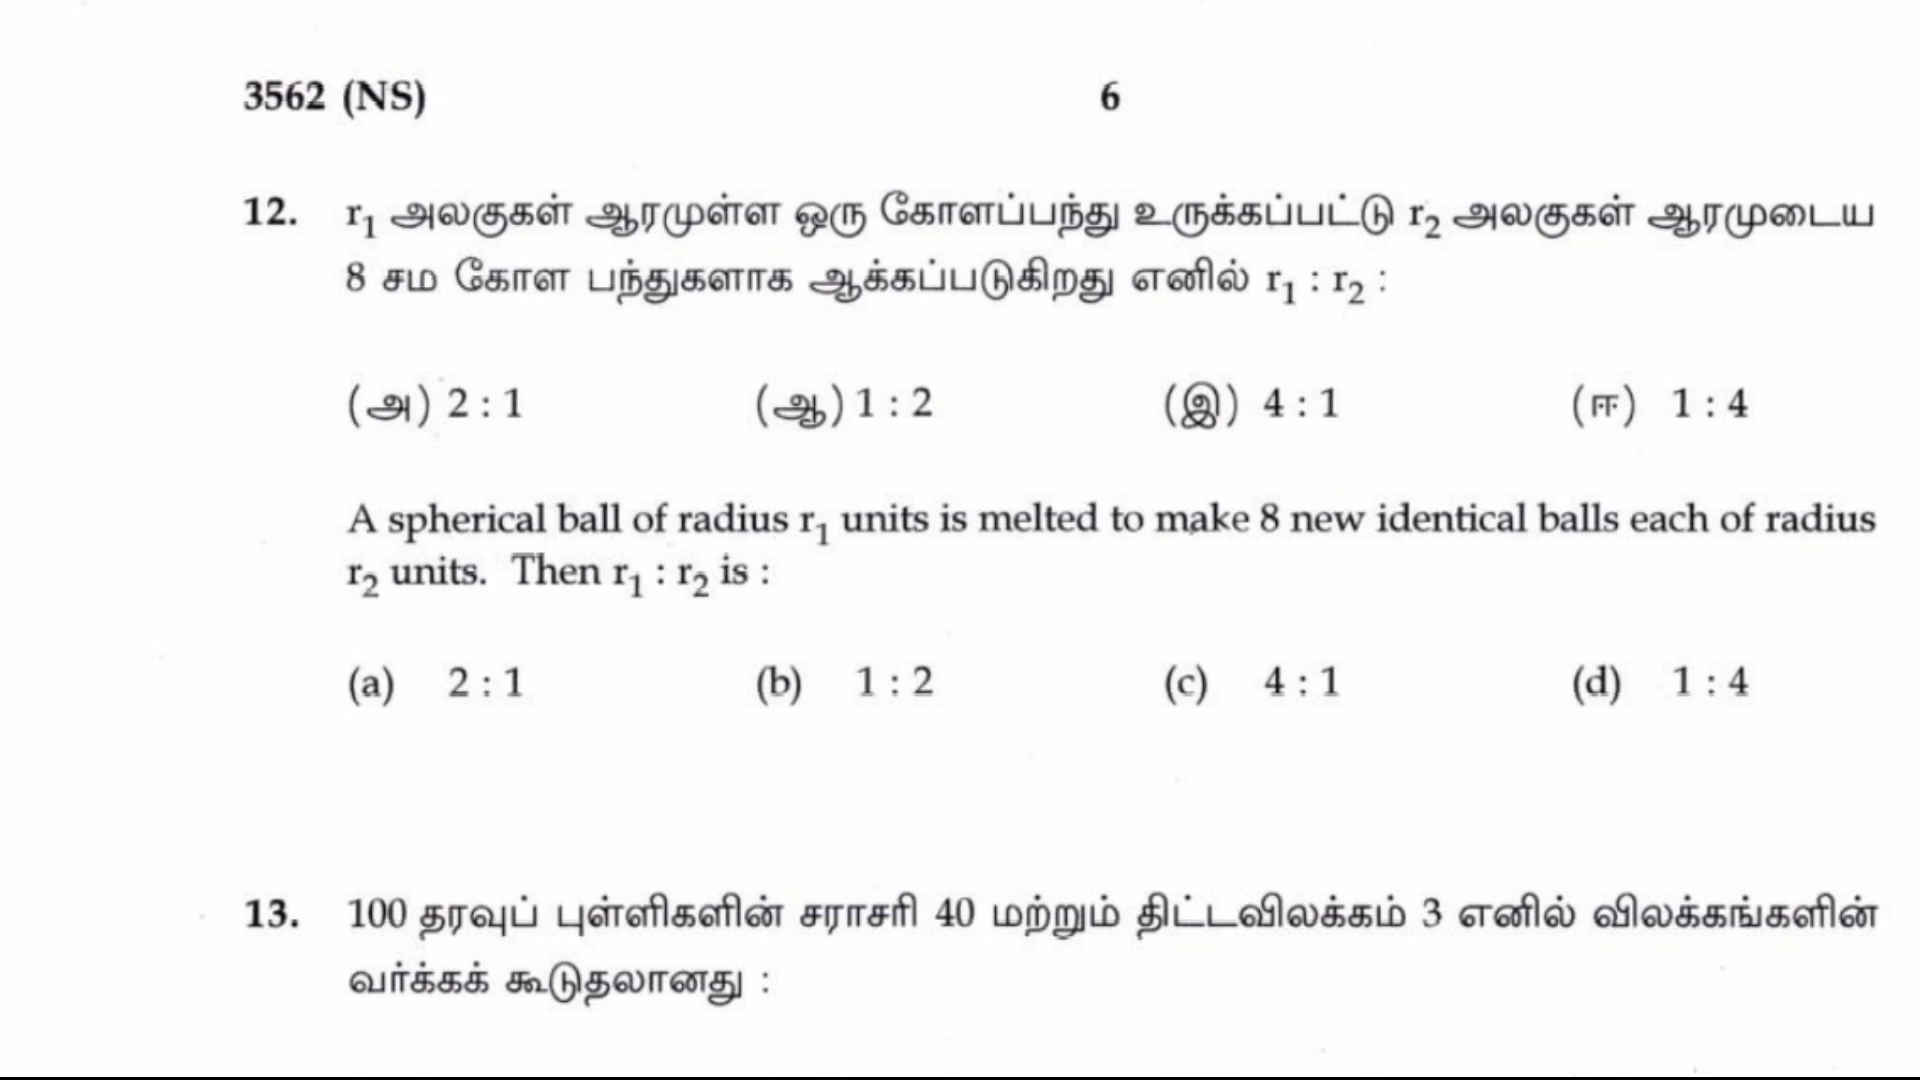 3562 (NS) 6
12. r₁ அலகுகள் ஆரமுள்ள ஒரு கோளப்பந்து உருக்கப்பட்டு r₂ அலகுகள் ஆரமுடைய
8 சம கோள பந்துகளாக ஆக்கப்படுகிறது எனில் r₁ : r₂ :
(அ) 2 : 1 (ஆ) 1 : 2 (இ) 4 : 1 (ஈ) 1 : 4
A spherical ball of radius r₁ units is melted to make 8 new identical balls each of radius
r₂ units. Then r₁ : r₂ is :
(a) 2 : 1 (b) 1 : 2 (c) 4 : 1 (d) 1 : 4
13. 100 தரவுப் புள்ளிகளின் சராசரி 40 மற்றும் திட்டவிலக்கம் 3 எனில் விலக்கங்களின்
வர்க்கக் கூடுதலானது :